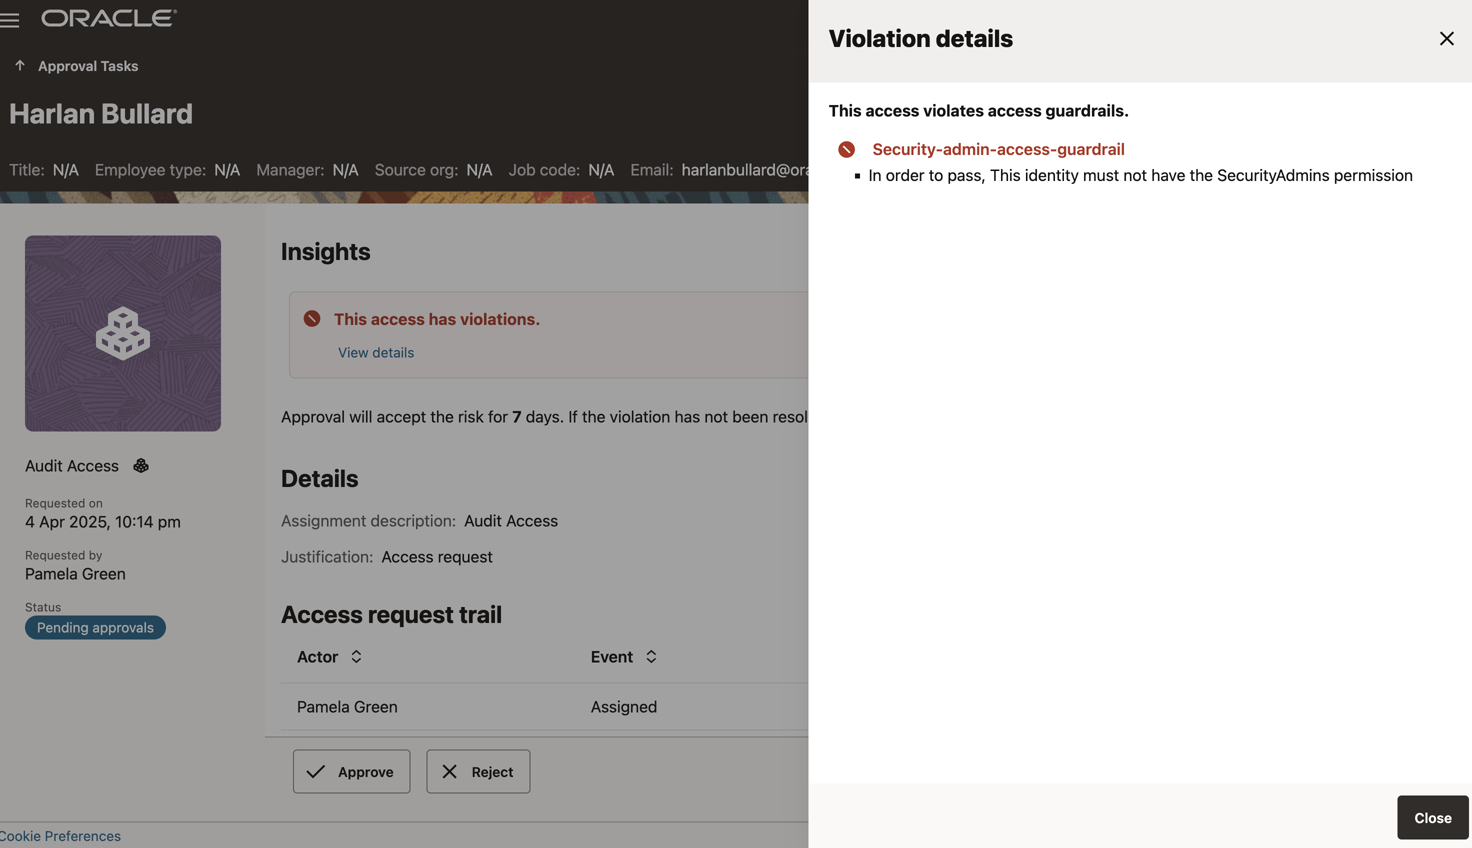 ORACLE
Approval Tasks
Harlan Bullard
Title: N/A Employee type: N/A Manager: N/A Source org: N/A Job code: N/A Email: harlanbullard@ora
Audit Access
Requested on
4 Apr 2025, 10:14 pm
Requested by
Pamela Green
Status
Pending approvals
Insights
This access has violations.
View details
Approval will accept the risk for 7 days. If the violation has not been resol
Details
Assignment description: Audit Access
Justification: Access request
Access request trail
Actor Event
Pamela Green Assigned
Approve Reject
Cookie Preferences
Violation details
This access violates access guardrails.
Security-admin-access-guardrail
In order to pass, This identity must not have the SecurityAdmins permission
Close